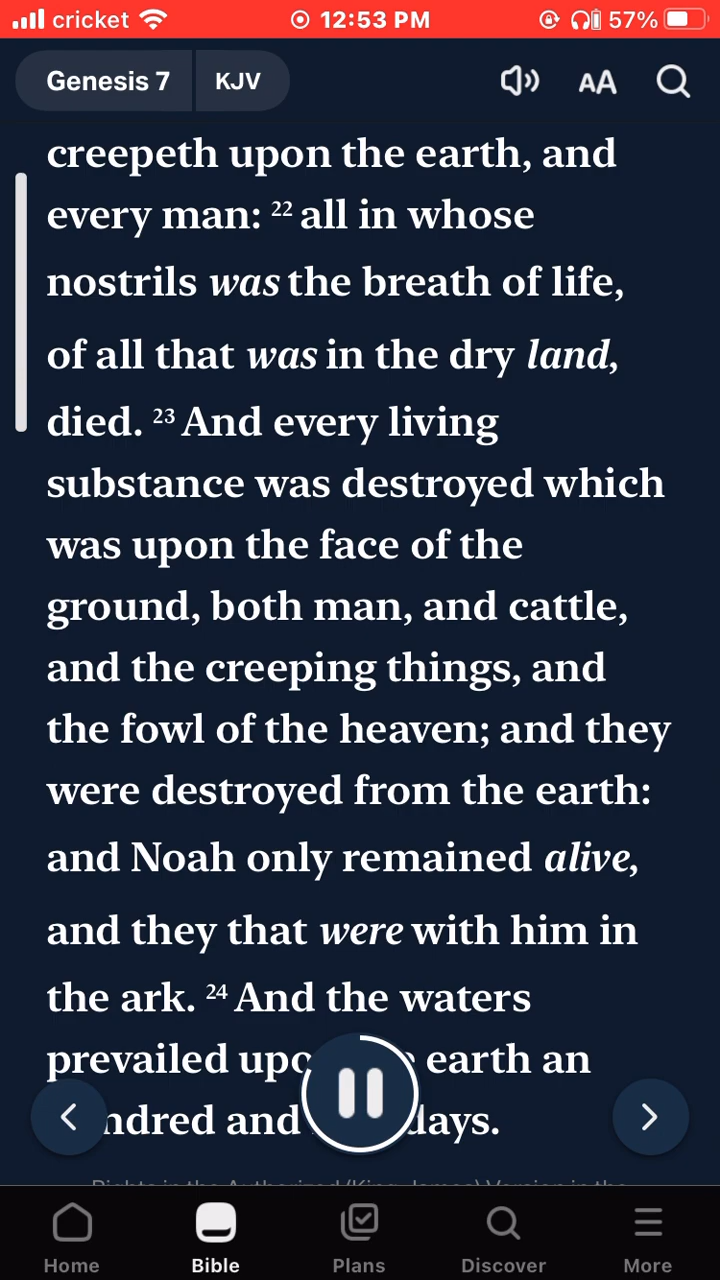 cricket 12:53 PM 57%
Genesis 7 KJV AA
creepeth upon the earth, and
every man: 22 all in whose
nostrils was the breath of life,
of all that was in the dry land,
died. 23 And every living
substance was destroyed which
was upon the face of the
ground, both man, and cattle,
and the creeping things, and
the fowl of the heaven; and they
were destroyed from the earth:
and Noah only remained alive,
and they that were with him in
the ark. 24 And the waters
prevailed earth an
and days.
Home Bible Plans Discover More